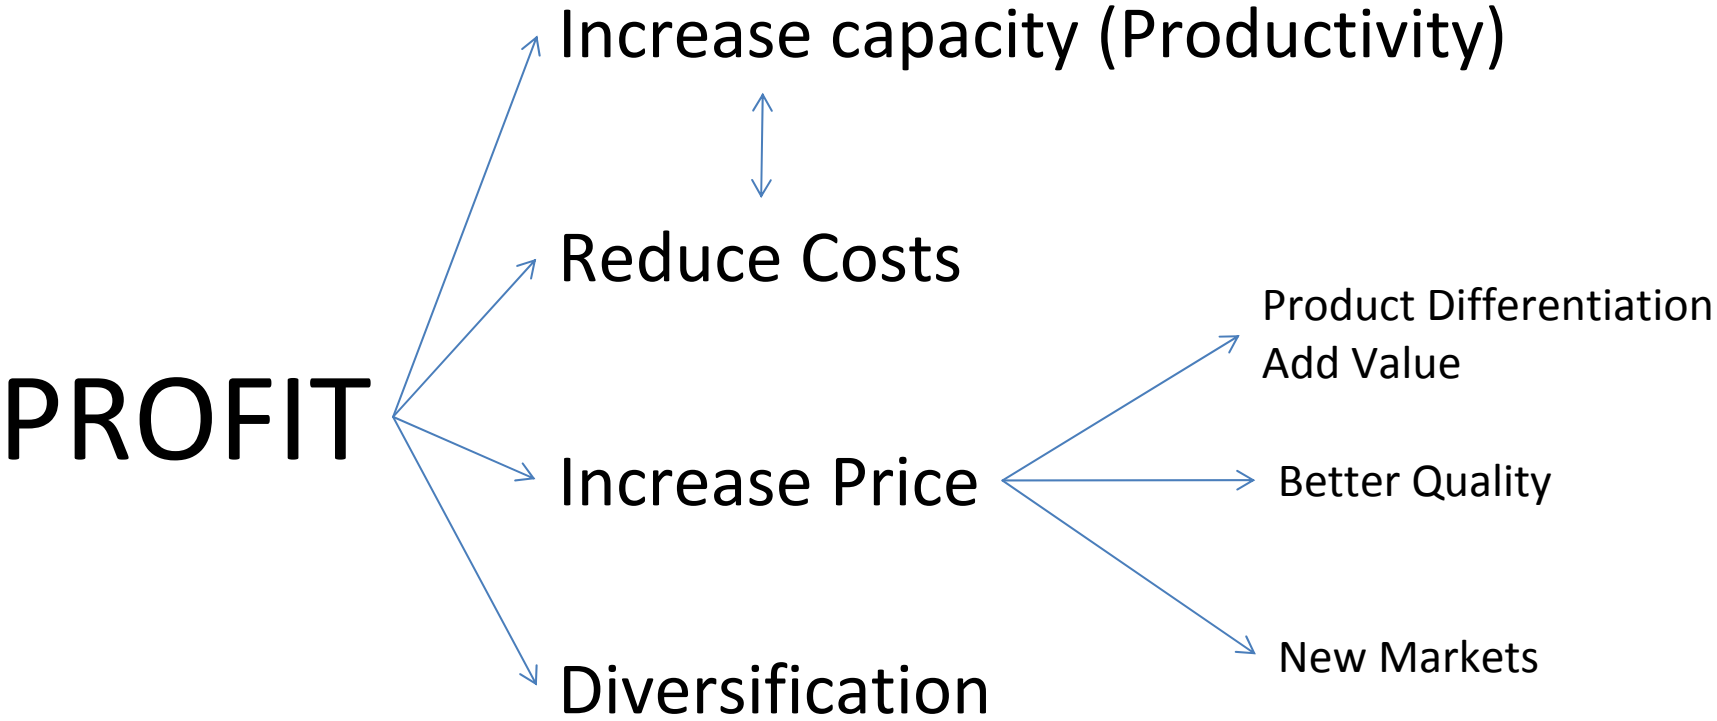 Increase capacity (Productivity)
Reduce Costs
Product Differentiation
Add Value
PROFIT
Increase Price
Better Quality
New Markets
Diversification